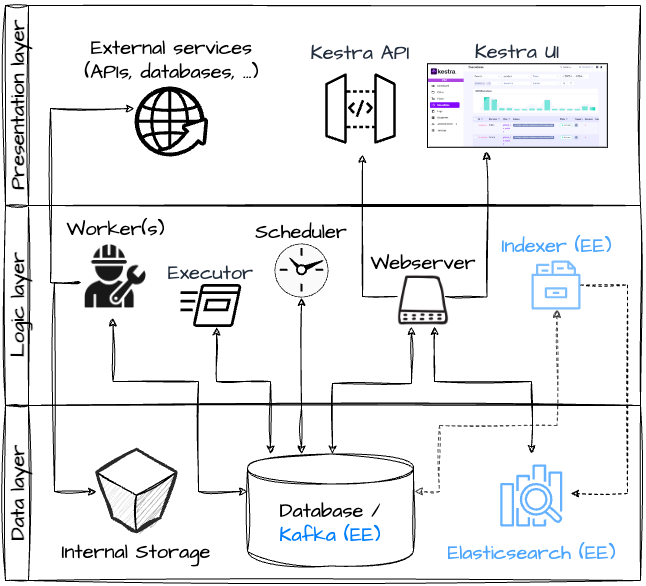 Presentation layer
External services
(APIs, databases, ...)
Kestra API
Kestra UI
kestra
</>
Logic layer
Worker(s)
Executor
Scheduler
Webserver
Indexer (EE)
Data layer
Internal Storage
Database /
Kafka (EE)
Elasticsearch (EE)